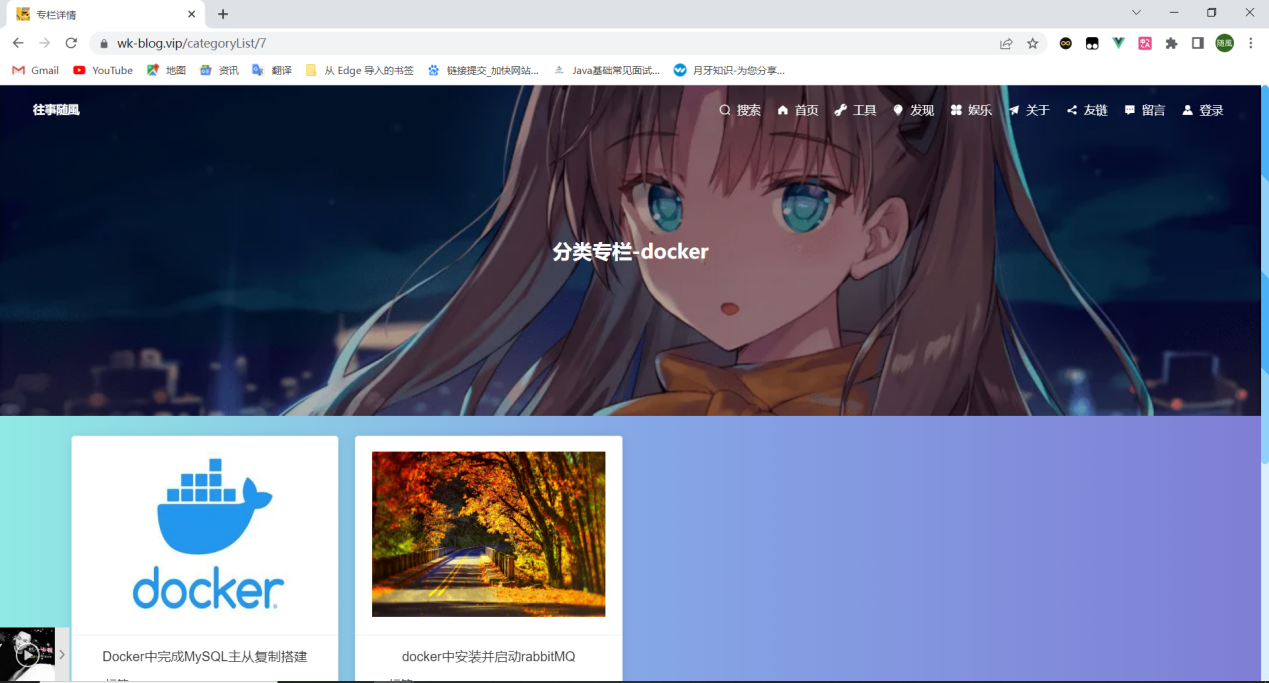 专栏详情
wk-blog.vip/categoryList/7
随風
Gmail
YouTube
地图
资讯
翻译
从 Edge 导入的书签
链接提交_加快网站...
Java基础常见面试...
月牙知识-为您分享...
往事随風
搜索
首页
工具
发现
娱乐
关于
友链
留言
登录
分类专栏-docker
docker
Docker中完成MySQL主从复制搭建
docker中安装并启动rabbitMQ